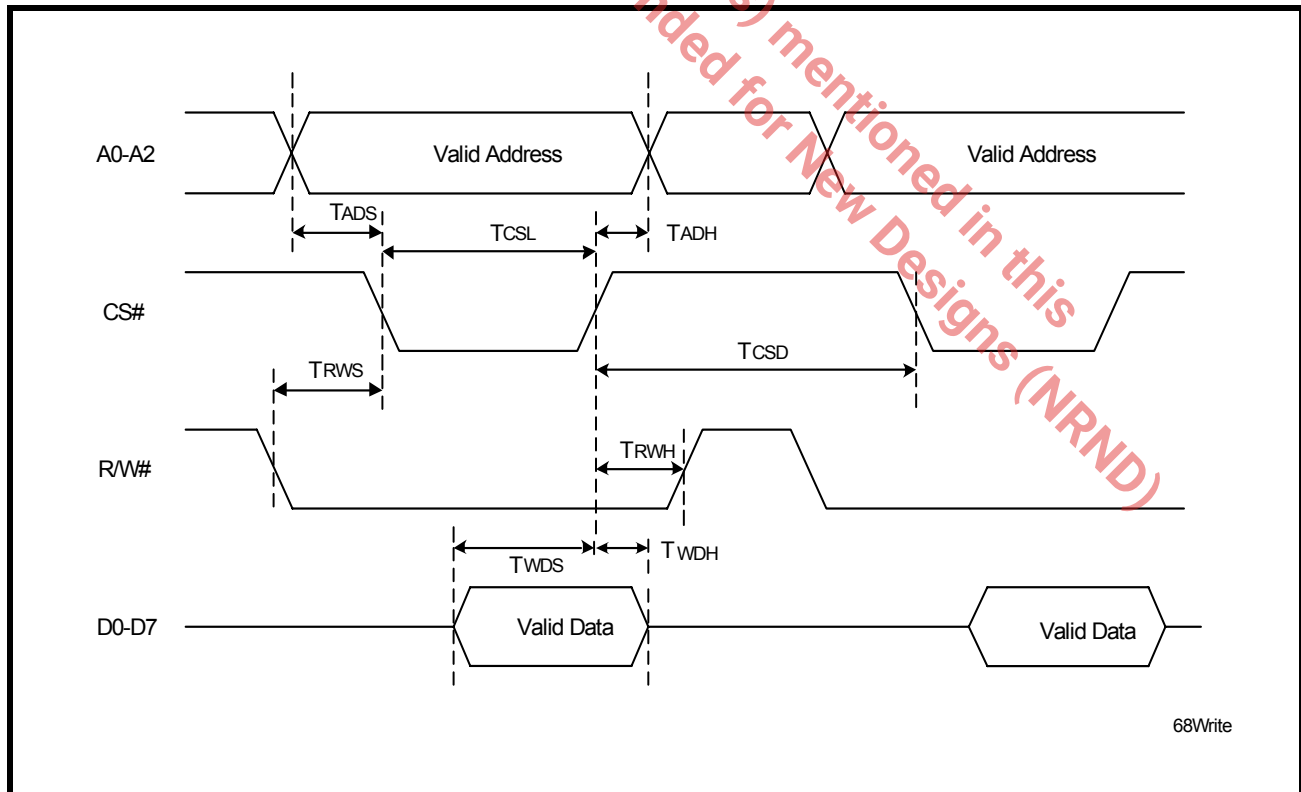 s) mentioned in this
nded for New Designs (NRND)
A0-A2
Valid Address
Valid Address
TADS
TCSL
TADH
CS#
TCSD
TRWS
TRWH
R/W#
TWDS
TWDH
D0-D7
Valid Data
Valid Data
68Write